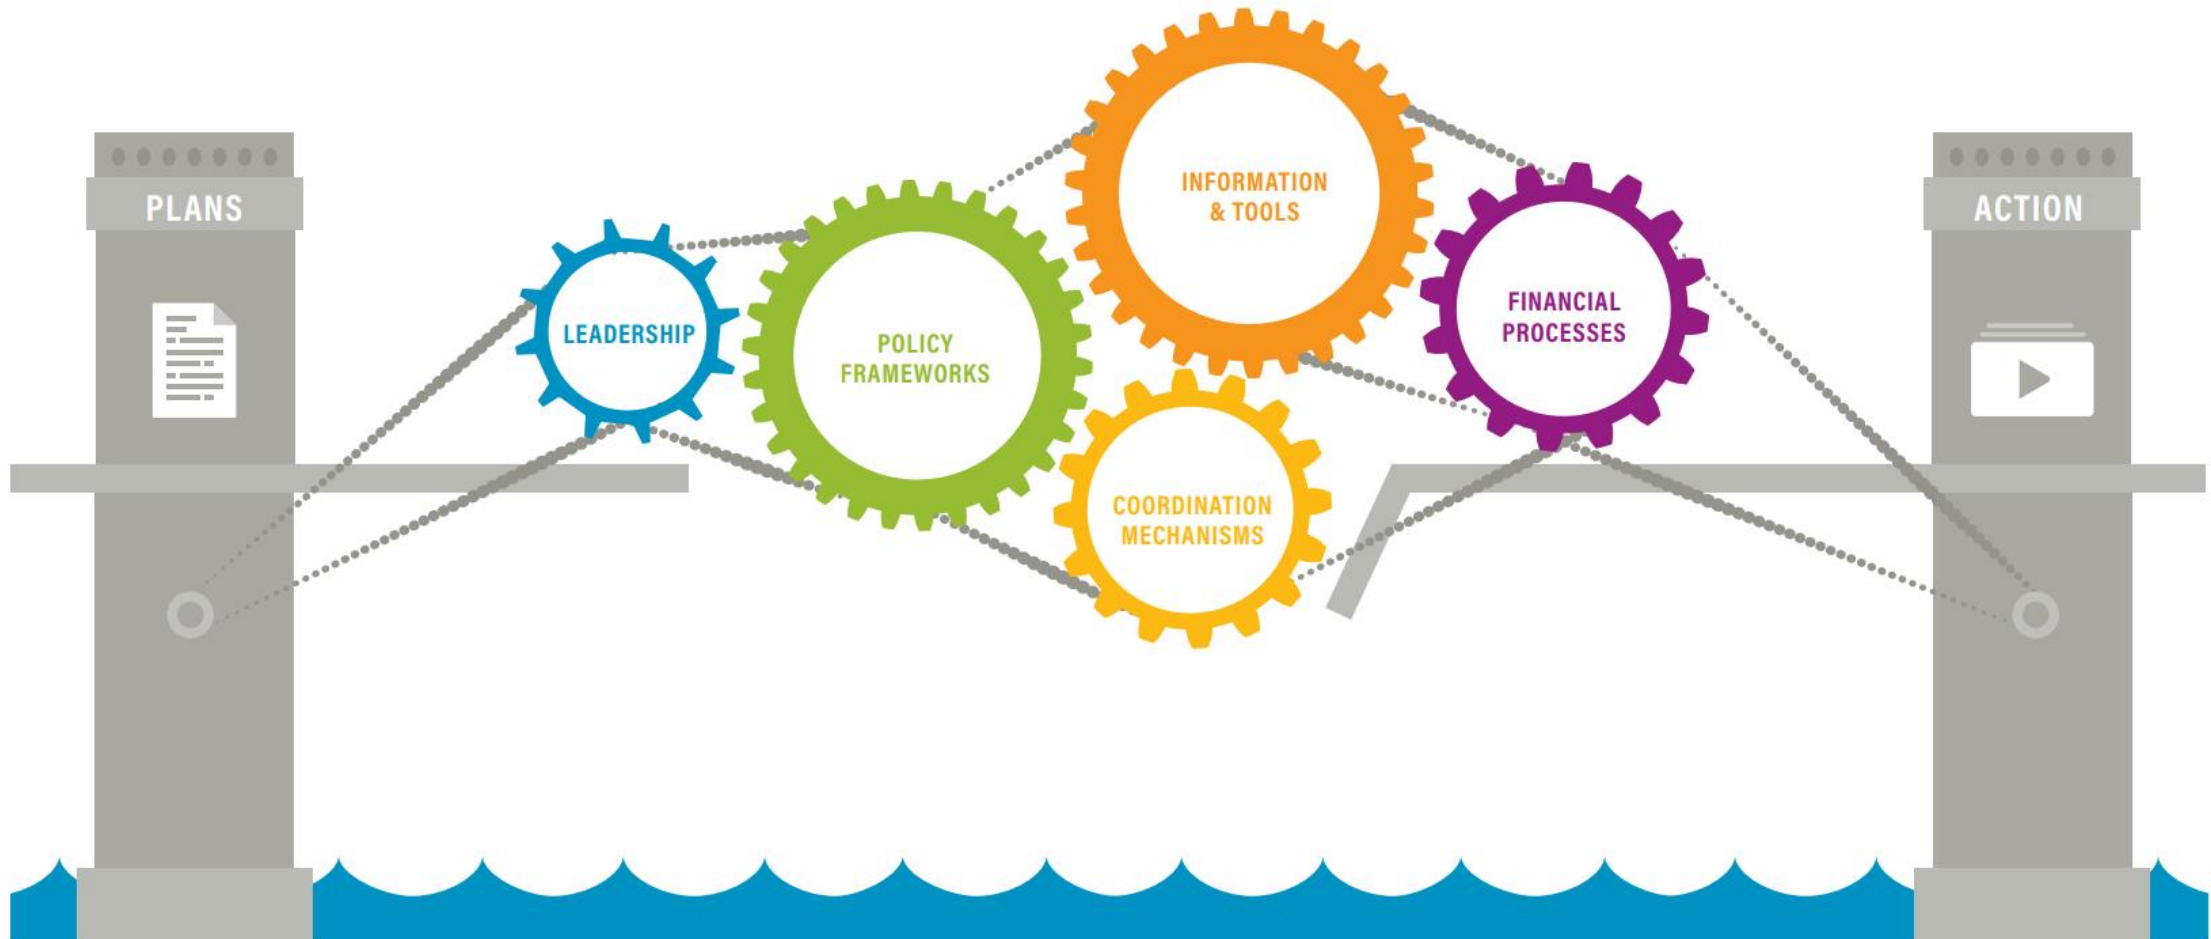 PLANS
LEADERSHIP
POLICY
FRAMEWORKS
INFORMATION
& TOOLS
COORDINATION
MECHANISMS
FINANCIAL
PROCESSES
ACTION